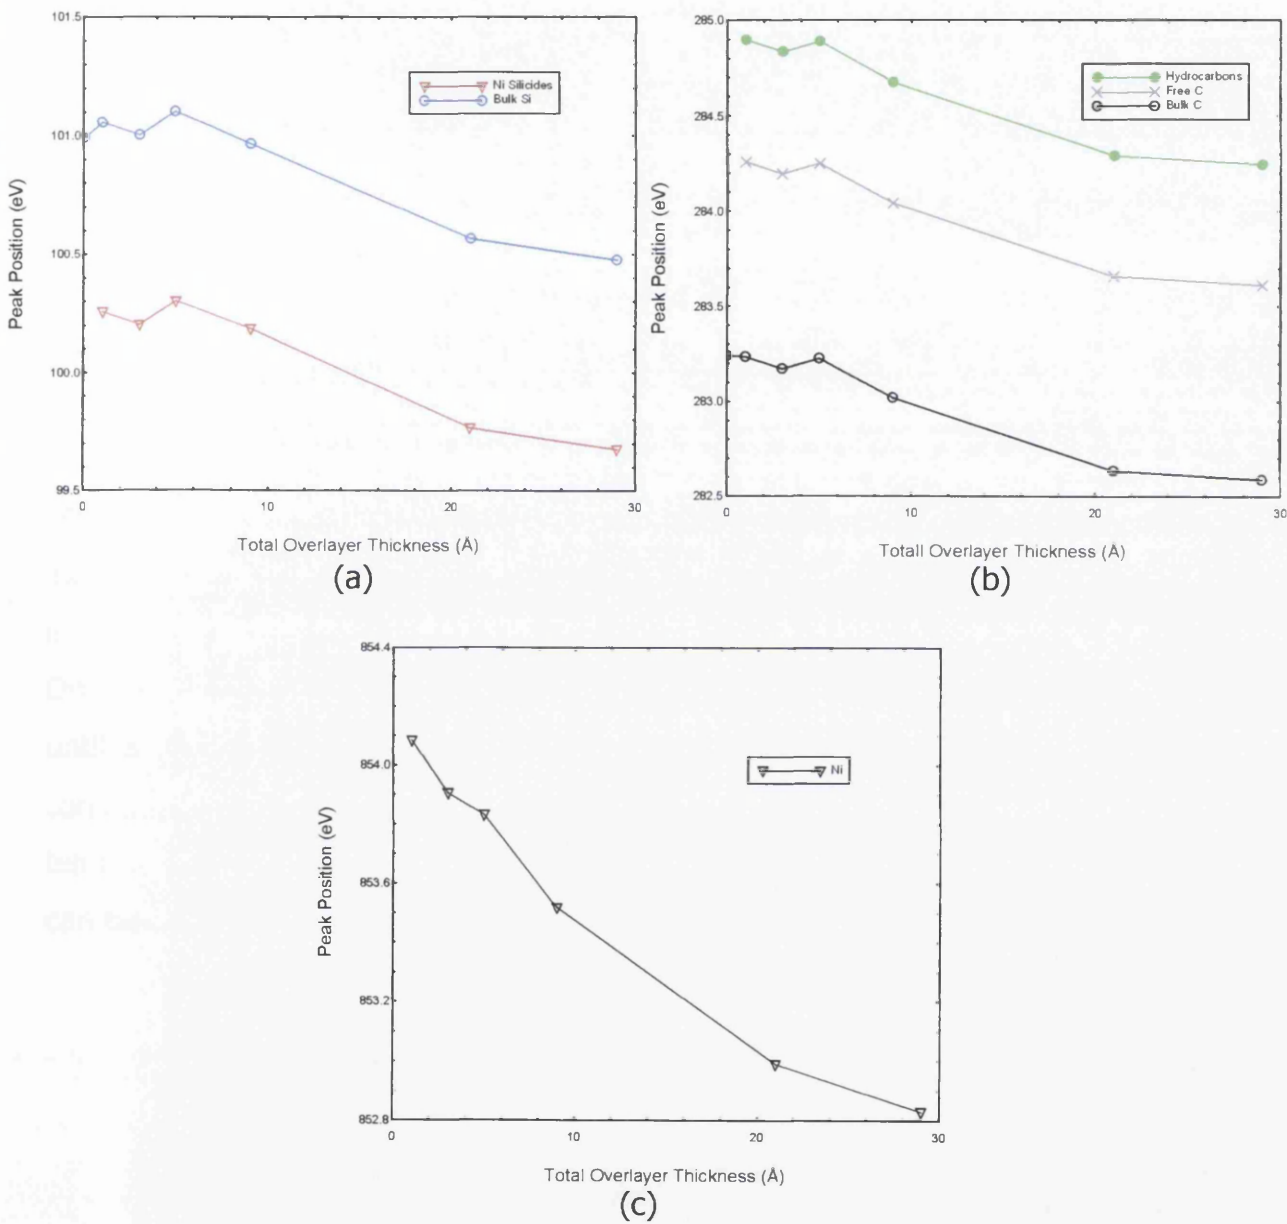 101.5
101.0
100.5
100.0
99.5
Peak Position (eV)
Ni Silicides
Bulk Si
0
10
20
30
Total Overlayer Thickness (Å)
(a)
285.0
284.5
284.0
283.5
283.0
282.5
Peak Position (eV)
Hydrocarbons
Free C
Bulk C
0
10
20
30
Totall Overlayer Thickness (Å)
(b)
854.4
854.0
853.6
853.2
852.8
Peak Position (eV)
Ni
0
10
20
30
Total Overlayer Thickness (Å)
(c)